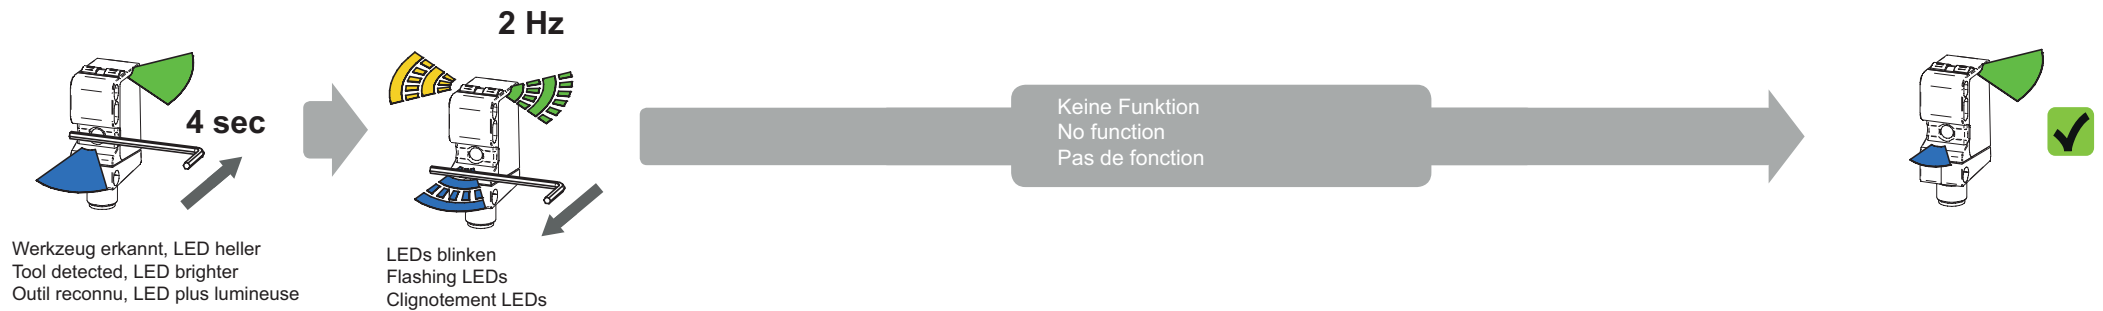 2 Hz
4 sec
Keine Funktion
No function
Pas de fonction
Werkzeug erkannt, LED heller
Tool detected, LED brighter
Outil reconnu, LED plus lumineuse
LEDs blinken
Flashing LEDs
Clignotement LEDs